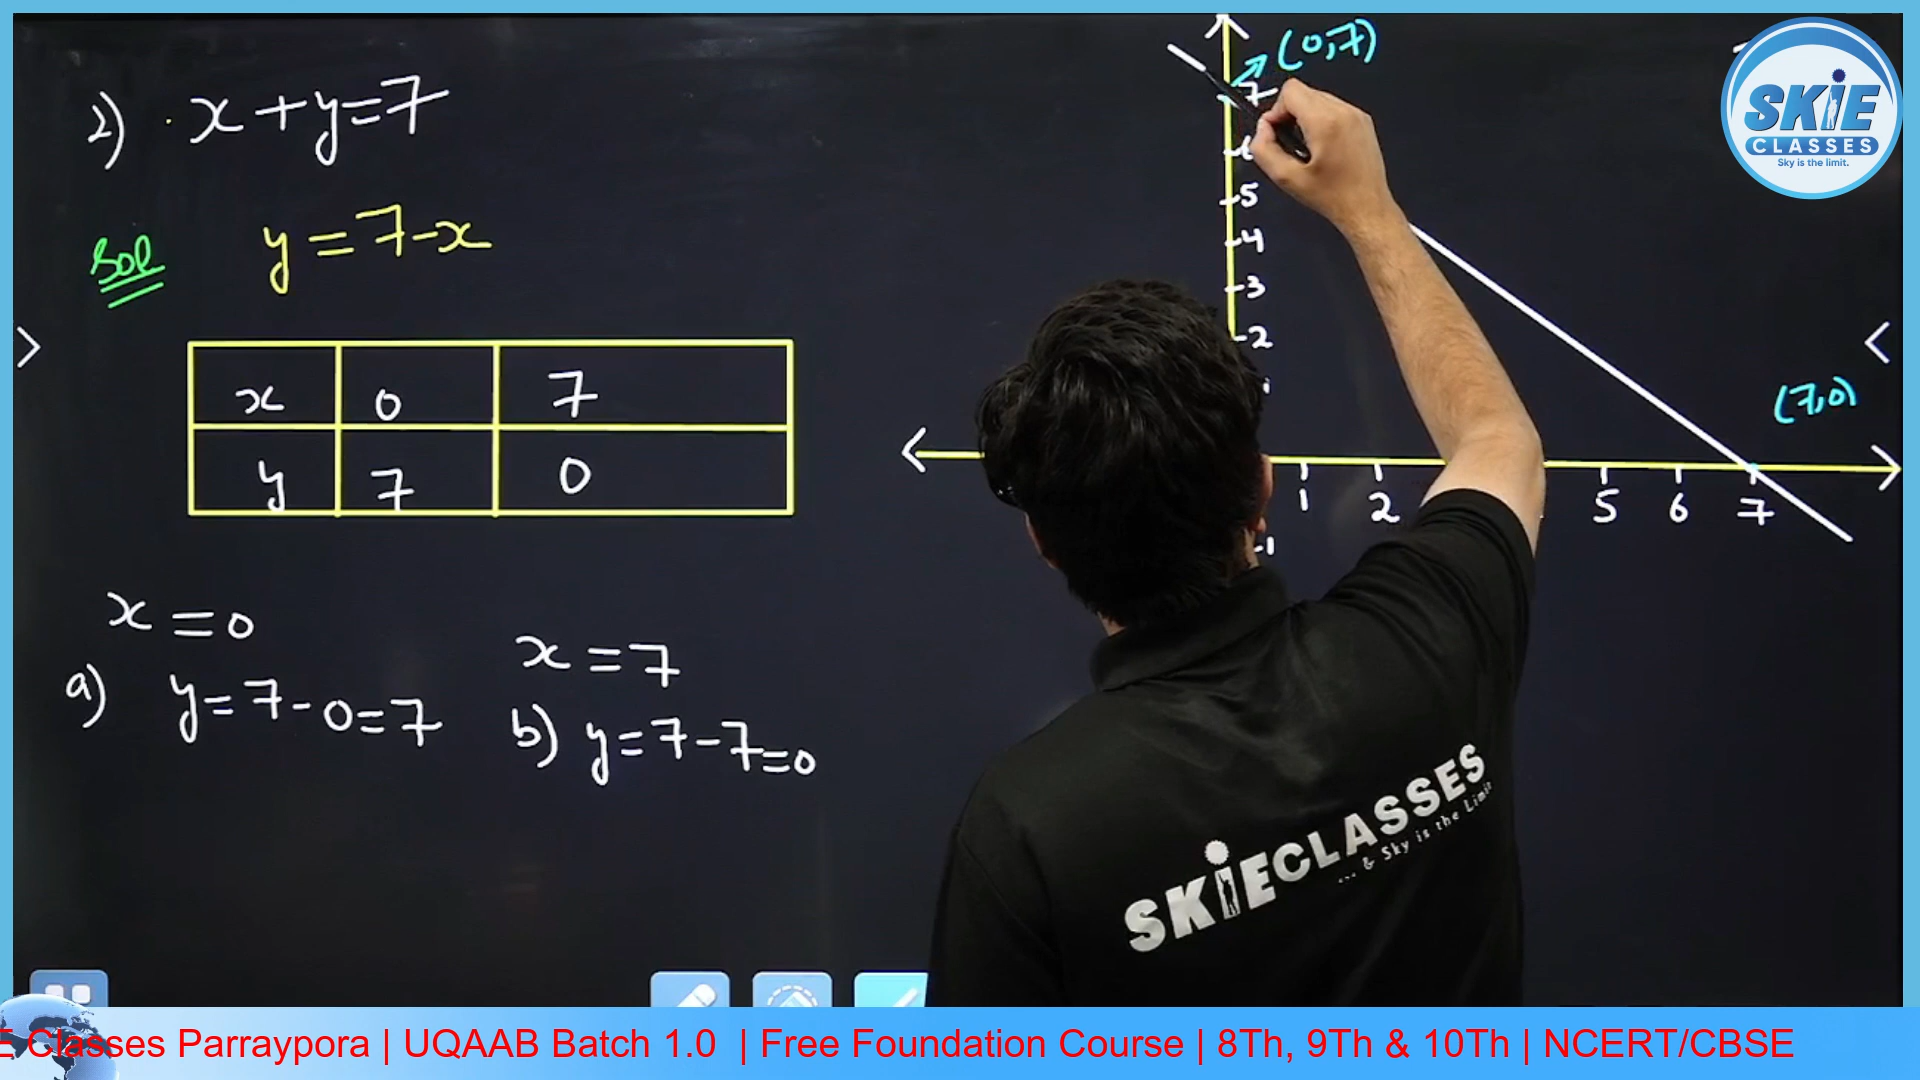 2) x+y=7
Sol y=7-x
x 0 7
y 7 0
x=0
a) y=7-0=7
x=7
b) y=7-7=0
(0,7)
7
5
4
3
2
(7,0)
1 2 5 6 7
-1
SKIE
CLASSES
Sky is the limit.
SKIECLASSES
... & Sky is the Limit
E Classes Parraypora | UQAAB Batch 1.0 | Free Foundation Course | 8Th, 9Th & 10Th | NCERT/CBSE